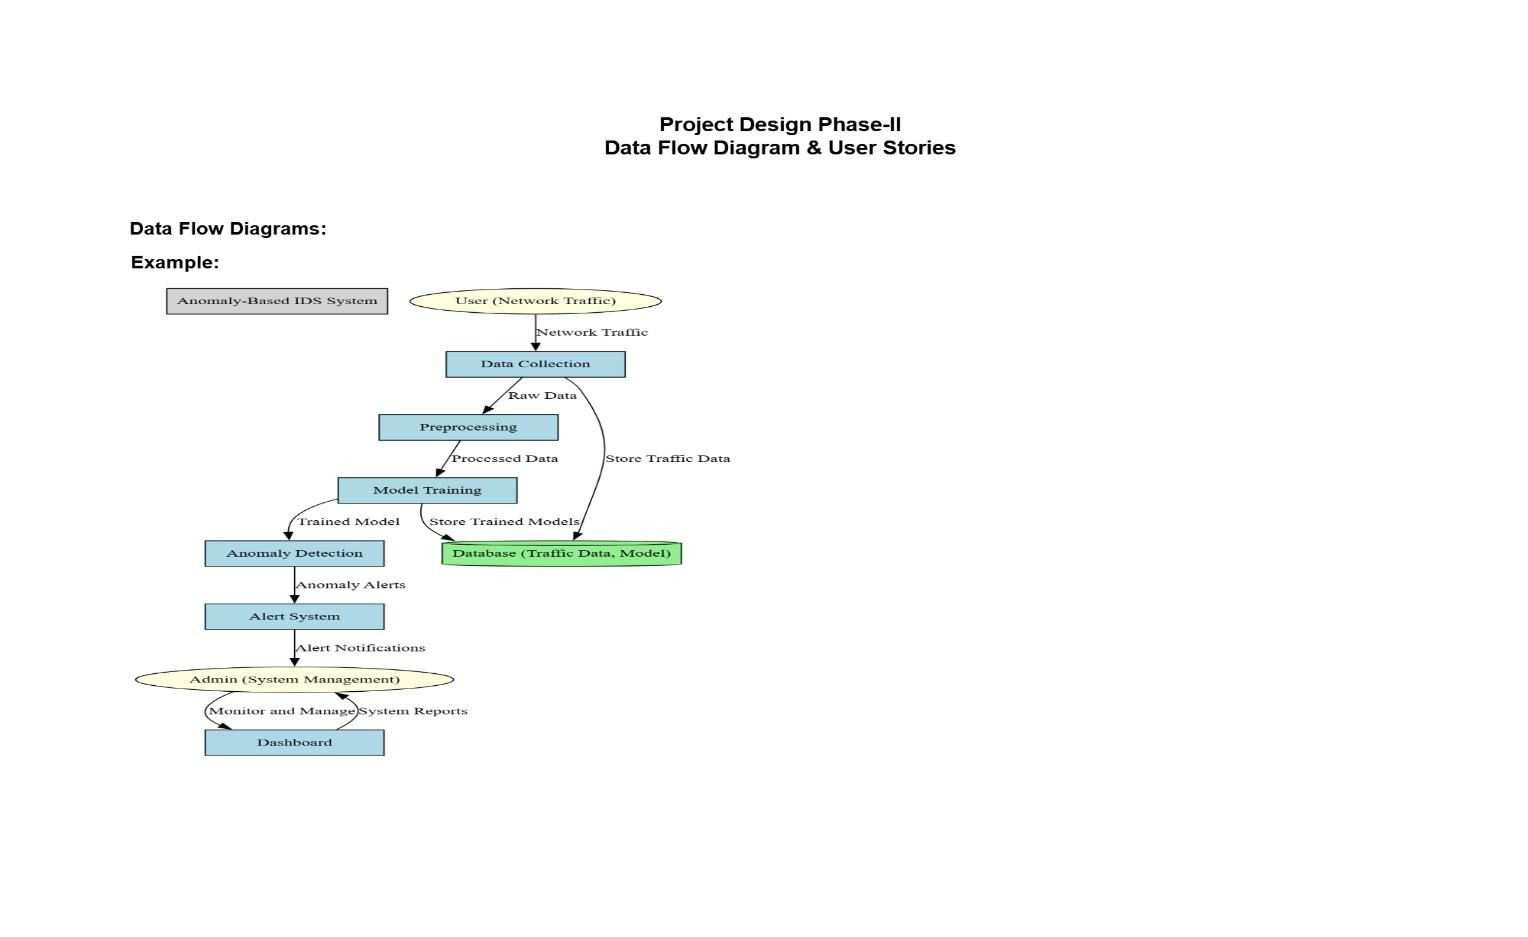 Project Design Phase-II
Data Flow Diagram & User Stories
Data Flow Diagrams:
Example:
Anomaly-Based IDS System
User (Network Traffic)
Network Traffic
Data Collection
Raw Data
Preprocessing
Processed Data
Store Traffic Data
Model Training
Trained Model
Store Trained Models
Anomaly Detection
Database (Traffic Data, Model)
Anomaly Alerts
Alert System
Alert Notifications
Admin (System Management)
Monitor and Manage
System Reports
Dashboard